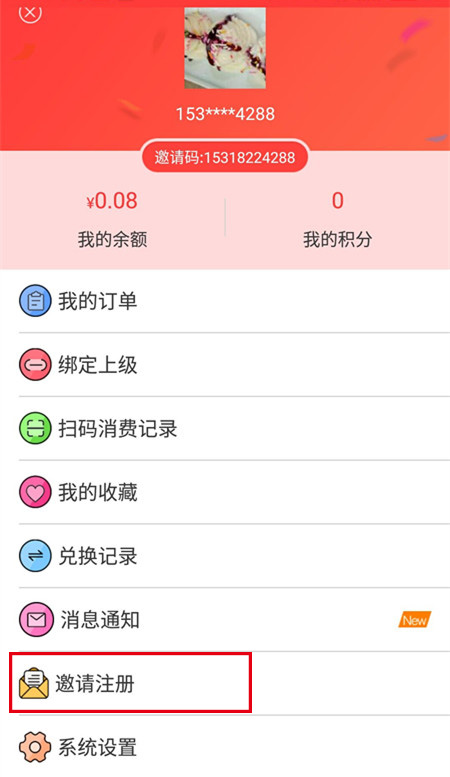 153****4288
邀请码:15318224288
¥0.08
0
我的余额
我的积分
我的订单
绑定上级
扫码消费记录
我的收藏
兑换记录
消息通知
New
邀请注册
系统设置